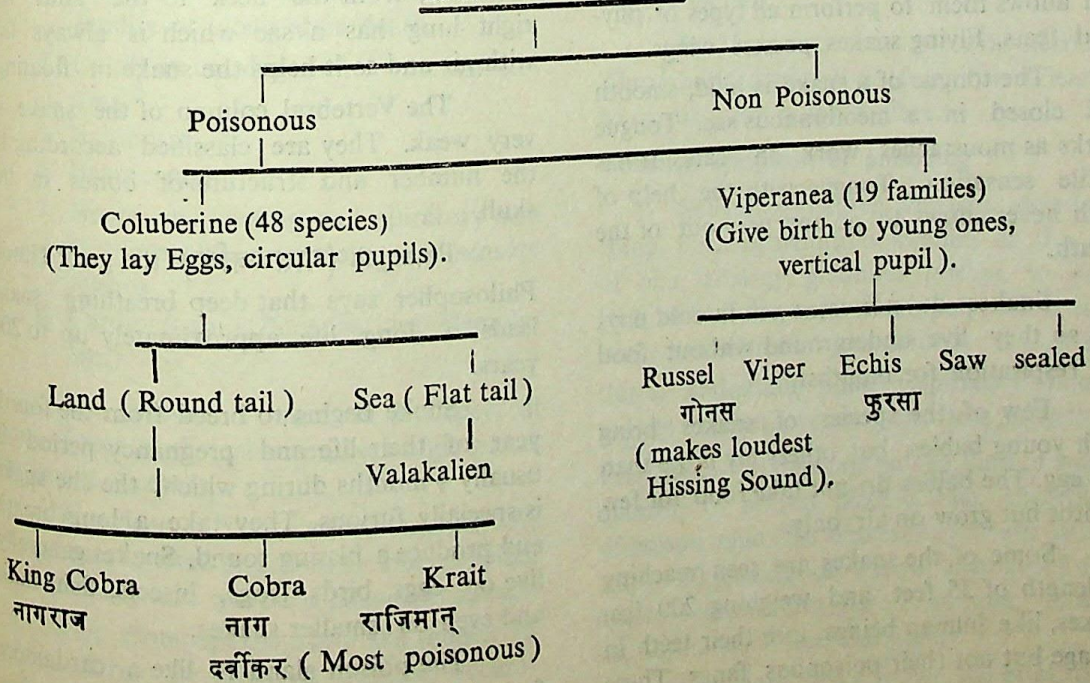 Poisonous
Non Poisonous
Coluberine (48 species)
(They lay Eggs, circular pupils).
Viperanea (19 families)
(Give birth to young ones,
vertical pupil).
Land ( Round tail )
Sea ( Flat tail )
Valakalien
Russel Viper Echis Saw sealed
गोनस फुरसा
( makes loudest
Hissing Sound).
King Cobra Cobra Krait
नागराज नाग राजिमान्
दर्वीकर ( Most poisonous )